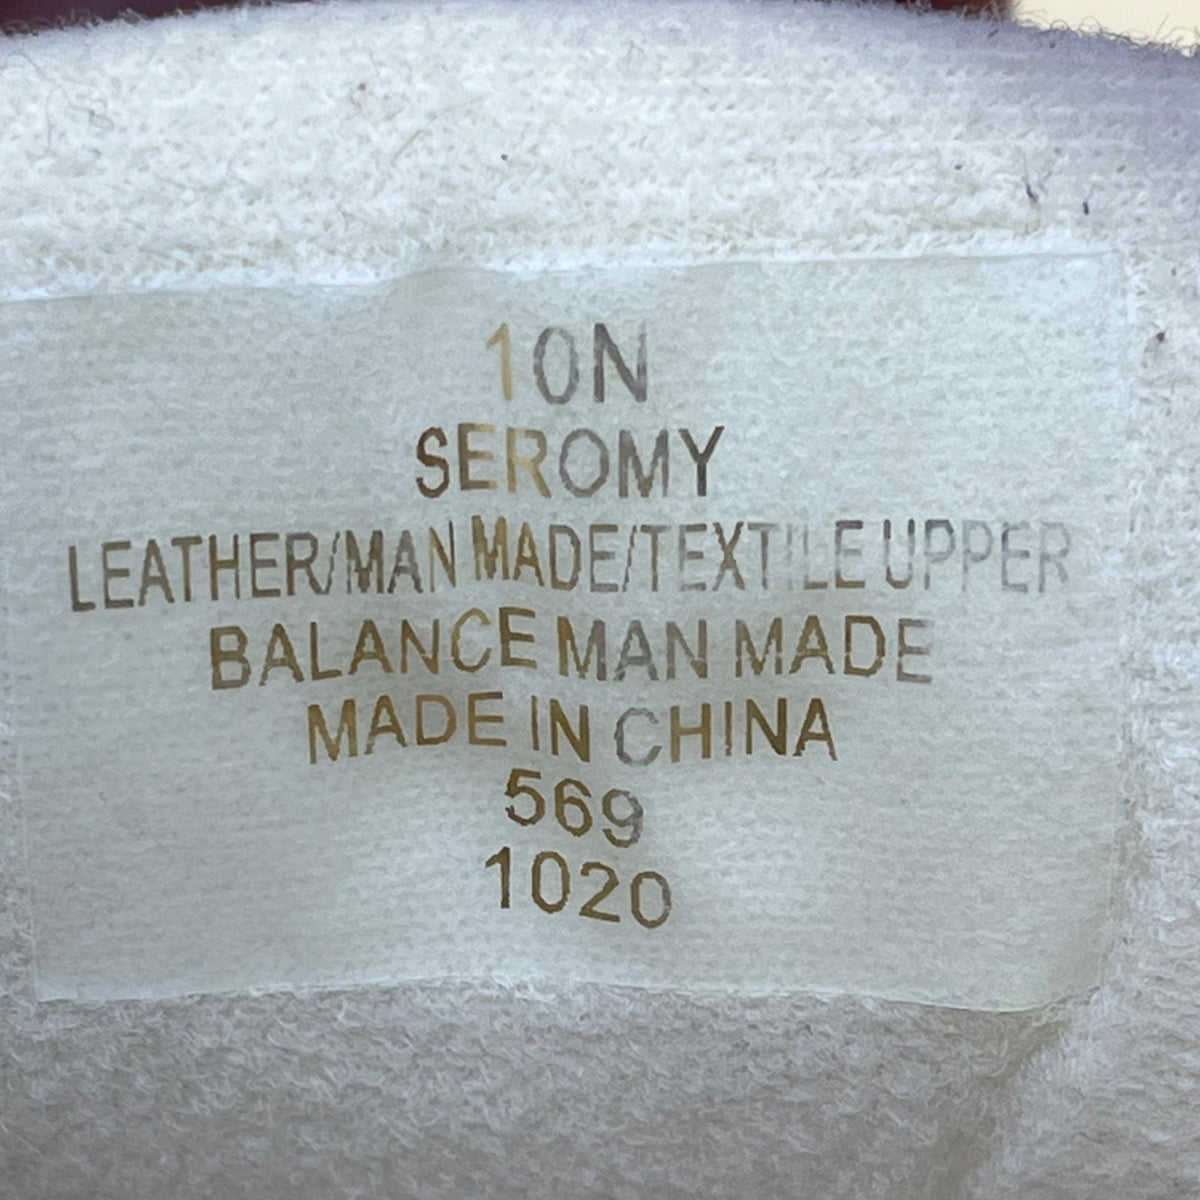 10N
SEROMY
LEATHER/MAN MADE/TEXTILE UPPER
BALANCE MAN MADE
MADE IN CHINA
569
1020